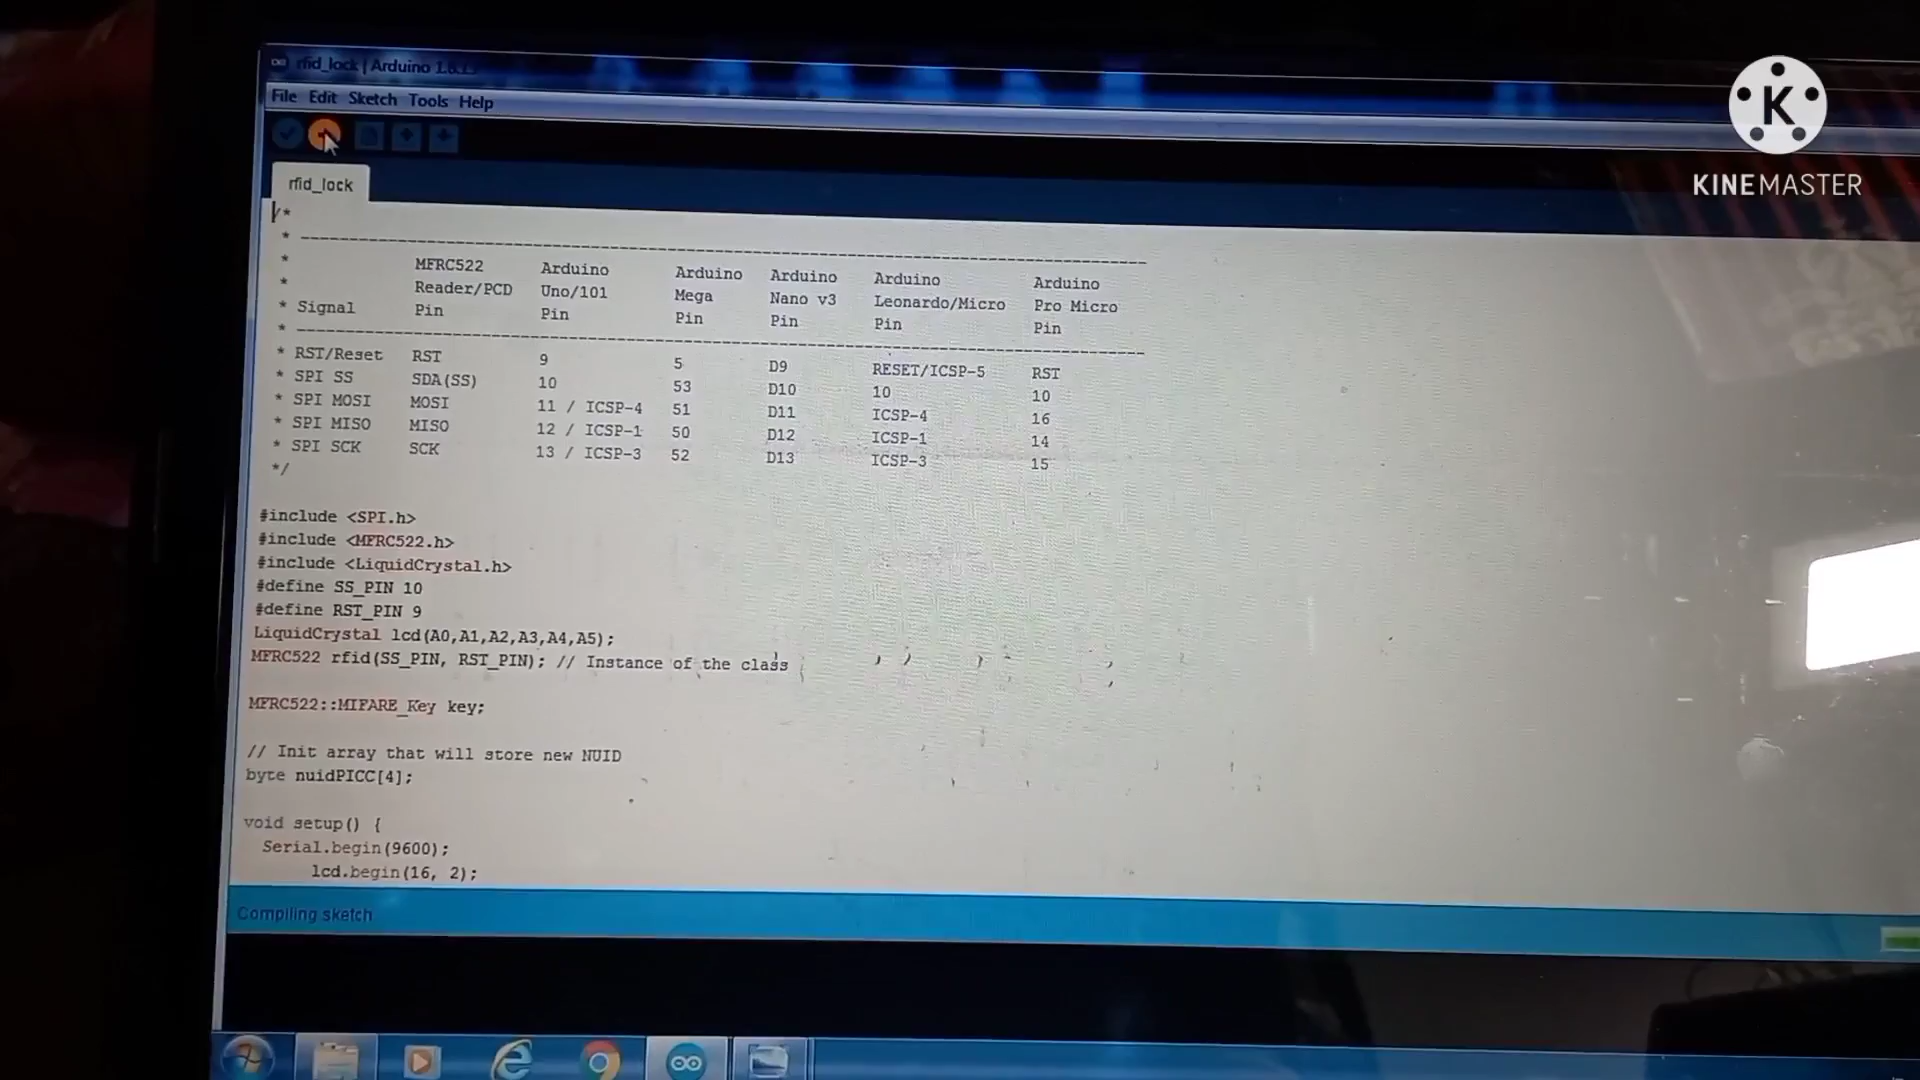 rfid_lock | Arduino 1.8.1
File Edit Sketch Tools Help
rfid_lock
/*
* --------------------------------------------------------------------------------------
* MFRC522 Arduino Arduino Arduino Arduino Arduino
* Reader/PCD Uno/101 Mega Nano v3 Leonardo/Micro Pro Micro
* Signal Pin Pin Pin Pin Pin Pin
* --------------------------------------------------------------------------------------
* RST/Reset RST 9 5 D9 RESET/ICSP-5 RST
* SPI SS SDA(SS) 10 53 D10 10 10
* SPI MOSI MOSI 11 / ICSP-4 51 D11 ICSP-4 16
* SPI MISO MISO 12 / ICSP-1 50 D12 ICSP-1 14
* SPI SCK SCK 13 / ICSP-3 52 D13 ICSP-3 15
*/
#include <SPI.h>
#include <MFRC522.h>
#include <LiquidCrystal.h>
#define SS_PIN 10
#define RST_PIN 9
LiquidCrystal lcd(A0,A1,A2,A3,A4,A5);
MFRC522 rfid(SS_PIN, RST_PIN); // Instance of the class
MFRC522::MIFARE_Key key;
// Init array that will store new NUID
byte nuidPICC[4];
void setup() {
Serial.begin(9600);
lcd.begin(16, 2);
Compiling sketch
K
KINEMASTER